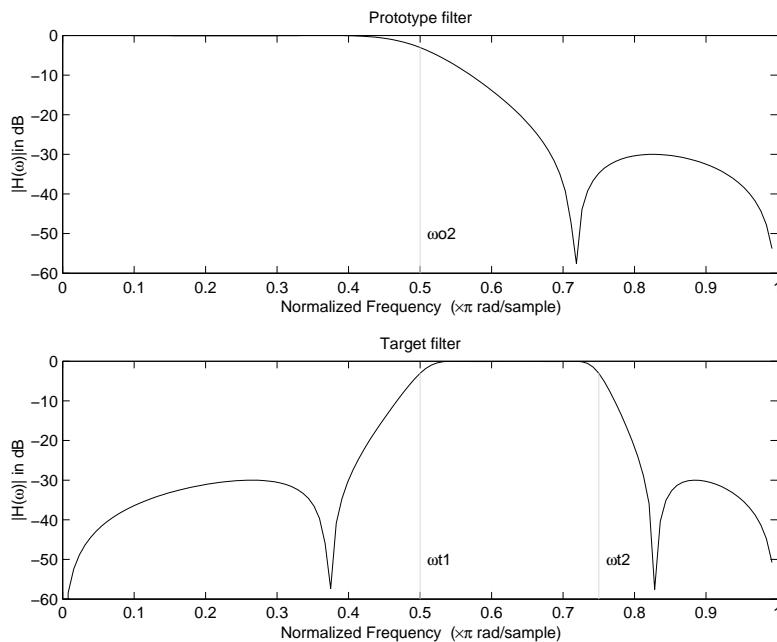 Prototype filter
0
−10
−20
−30
−40
−50
−60
|H(ω)|in dB
ωo2
0 0.1 0.2 0.3 0.4 0.5 0.6 0.7 0.8 0.9 1
Normalized Frequency (×π rad/sample)
Target filter
0
−10
−20
−30
−40
−50
−60
|H(ω)| in dB
ωt1 ωt2
0 0.1 0.2 0.3 0.4 0.5 0.6 0.7 0.8 0.9 1
Normalized Frequency (×π rad/sample)